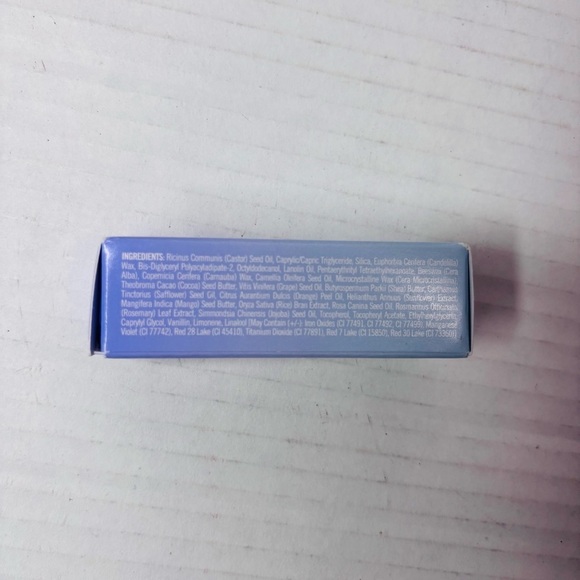 INGREDIENTS: Ricinus Communis (Castor) Seed Oil, Caprylic/Capric Triglyceride, Silica, Euphorbia Cerifera (Candelilla)
Wax, Bis-Diglyceryl Polyacyladipate-2, Octyldodecanol, Lanolin Oil, Pentaerythrityl Tetraethylhexanoate, Beeswax (Cera
Alba), Copernicia Cerifera (Carnauba) Wax, Camellia Oleifera Seed Oil, Microcrystalline Wax (Cera Microcristallina),
Theobroma Cacao (Cocoa) Seed Butter, Vitis Vinifera (Grape) Seed Oil, Butyrospermum Parkii (Shea) Butter, Carthamus
Tinctorius (Safflower) Seed Oil, Citrus Aurantium Dulcis (Orange) Peel Oil, Helianthus Annuus (Sunflower) Extract,
Mangifera Indica (Mango) Seed Butter, Oryza Sativa (Rice) Bran Extract, Rosa Canina Seed Oil, Rosmarinus Officinalis
(Rosemary) Leaf Extract, Simmondsia Chinensis (Jojoba) Seed Oil, Tocopherol, Tocopheryl Acetate, Ethylhexylglycerin,
Caprylyl Glycol, Vanillin, Limonene, Linalool (May Contain (+/-): Iron Oxides (CI 77491, CI 77492, CI 77499), Manganese
Violet (CI 77742), Red 28 Lake (CI 45410), Titanium Dioxide (CI 77891), Red 7 Lake (CI 15850), Red 30 Lake (CI 73360)